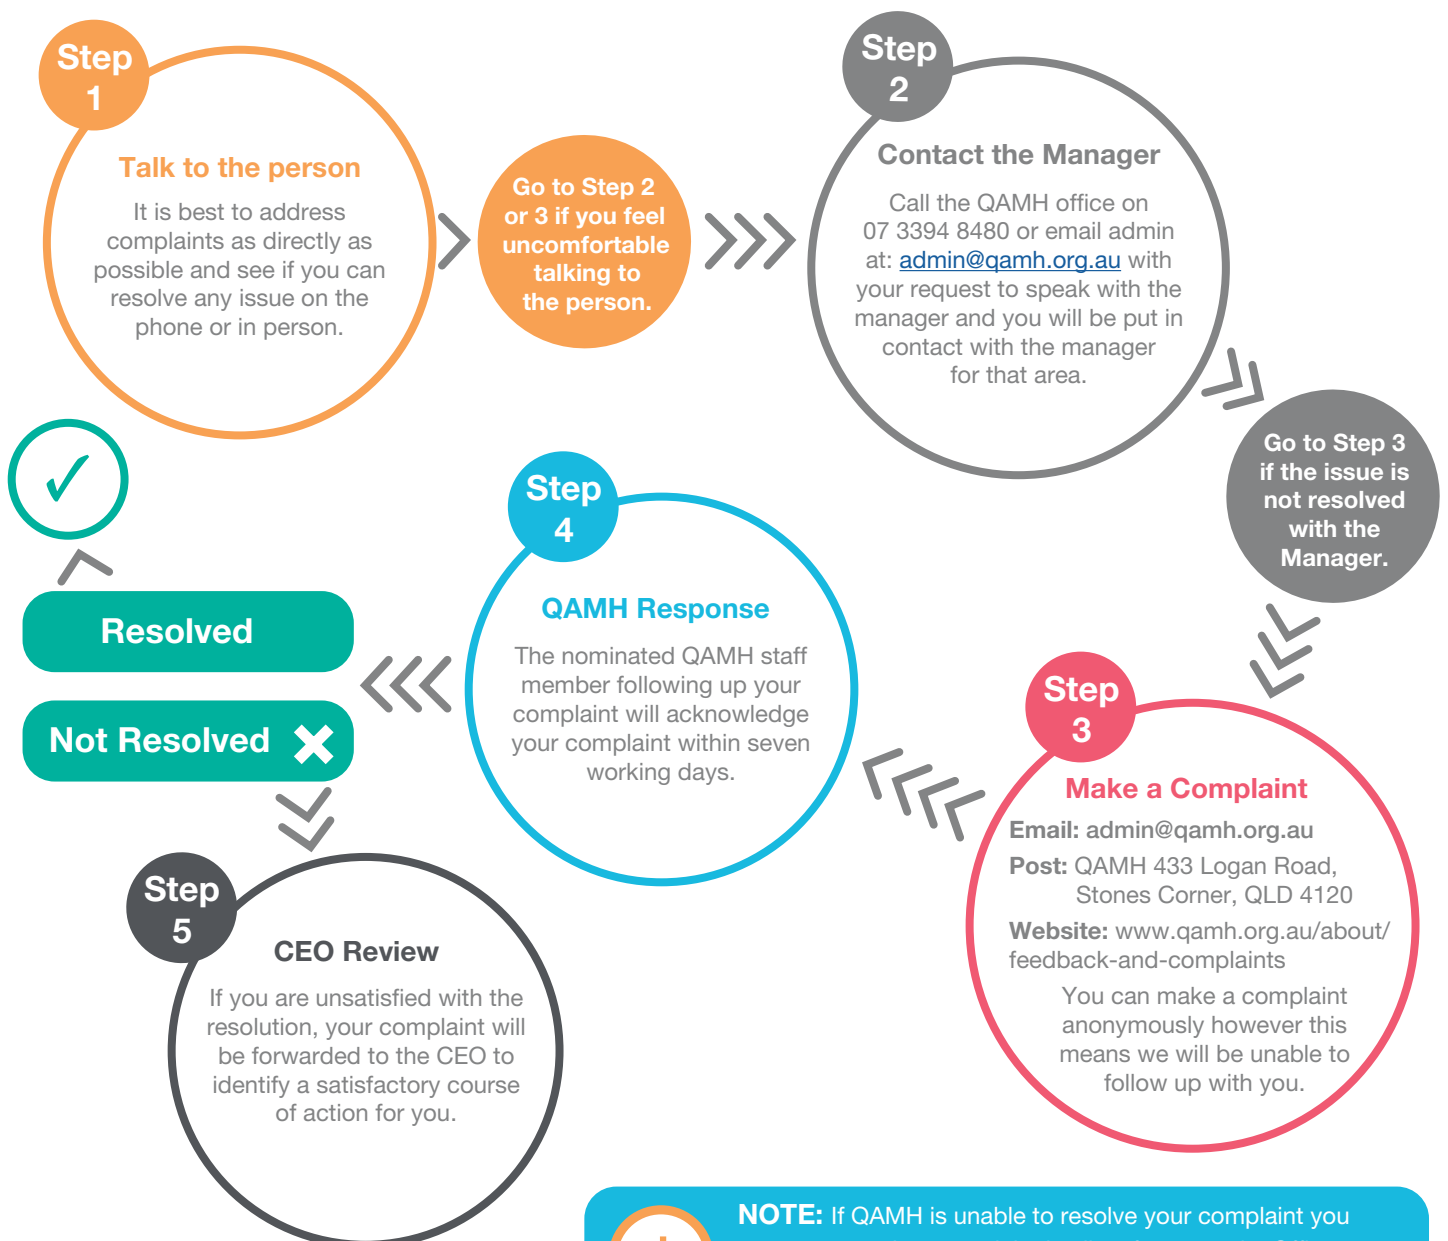 Step
1
Talk to the person
It is best to address
complaints as directly as
possible and see if you can
resolve any issue on the
phone or in person.
Go to Step 2
or 3 if you feel
uncomfortable
talking to
the person.
Step
2
Contact the Manager
Call the QAMH office on
07 3394 8480 or email admin
at: admin@qamh.org.au with
your request to speak with the
manager and you will be put in
contact with the manager
for that area.
Go to Step 3
if the issue is
not resolved
with the
Manager.
Step
3
Make a Complaint
Email: admin@qamh.org.au
Post: QAMH 433 Logan Road,
Stones Corner, QLD 4120
Website: www.qamh.org.au/about/
feedback-and-complaints
You can make a complaint
anonymously however this
means we will be unable to
follow up with you.
Step
4
QAMH Response
The nominated QAMH staff
member following up your
complaint will acknowledge
your complaint within seven
working days.
Resolved
Not Resolved
Step
5
CEO Review
If you are unsatisfied with the
resolution, your complaint will
be forwarded to the CEO to
identify a satisfactory course
of action for you.
NOTE: If QAMH is unable to resolve your complaint you